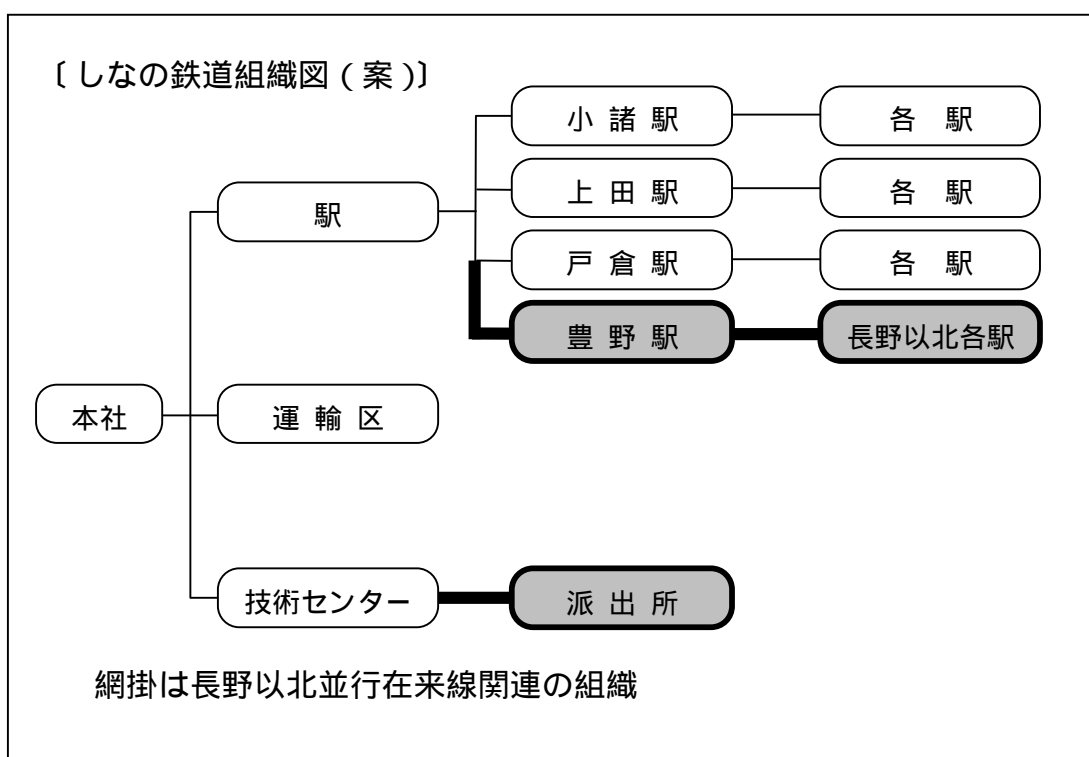 〔しなの鉄道組織図(案)〕
小諸駅 各駅
上田駅 各駅
駅
戸倉駅 各駅
豊野駅 長野以北各駅
本社 運輸区
技術センター 派出所
網掛は長野以北並行在来線関連の組織